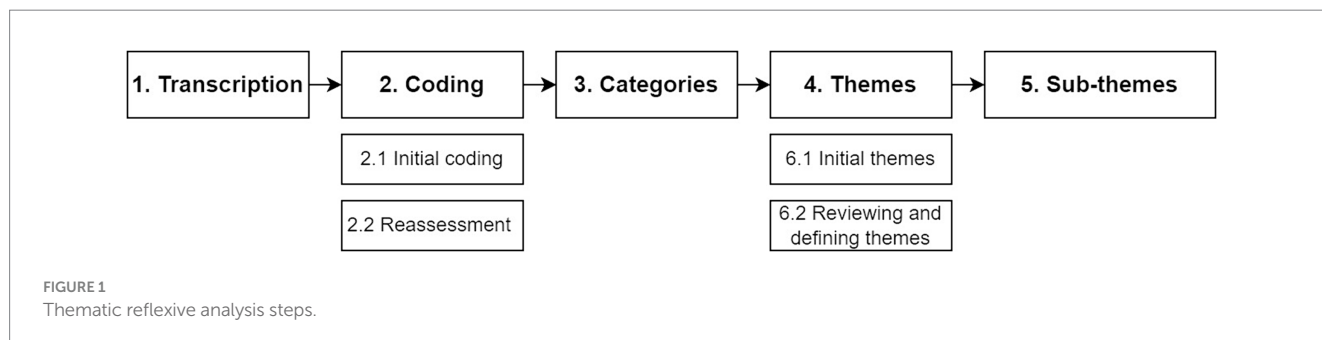 1. Transcription
2. Coding
3. Categories
4. Themes
5. Sub-themes
2.1 Initial coding
6.1 Initial themes
2.2 Reassessment
6.2 Reviewing and
defining themes
FIGURE 1
Thematic reflexive analysis steps.